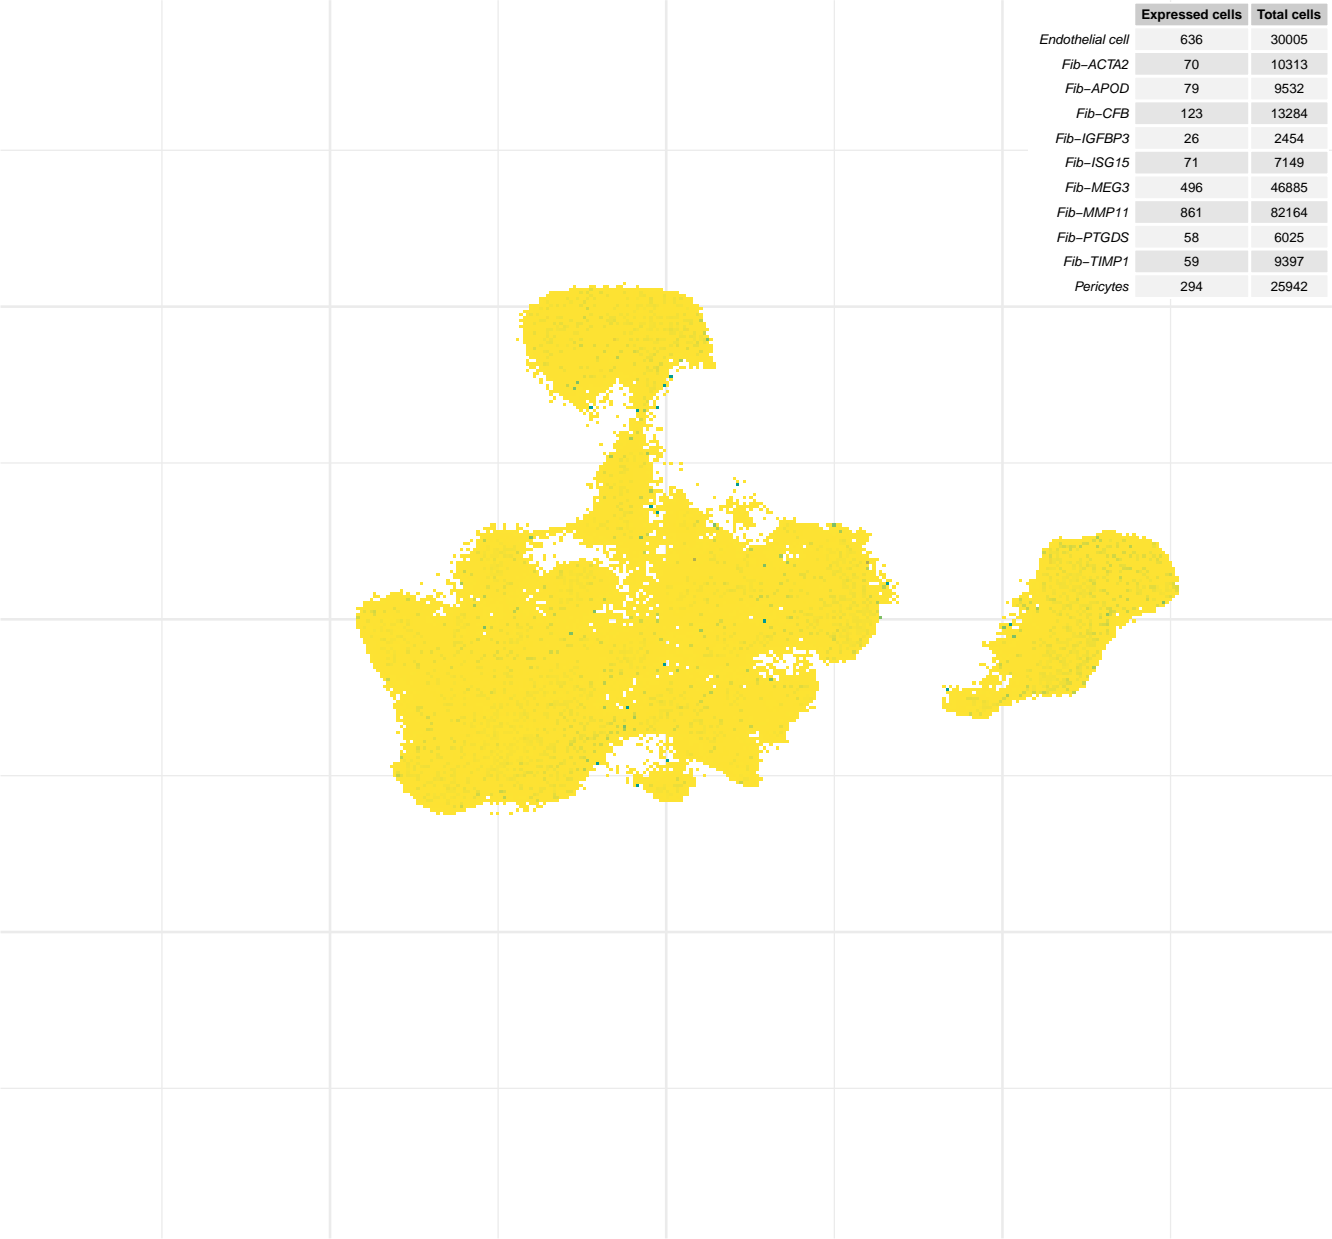 Expressed cells Total cells
Endothelial cell 636 30005
Fib−ACTA2 70 10313
Fib−APOD 79 9532
Fib−CFB 123 13284
Fib−IGFBP3 26 2454
Fib−ISG15 71 7149
Fib−MEG3 496 46885
Fib−MMP11 861 82164
Fib−PTGDS 58 6025
Fib−TIMP1 59 9397
Pericytes 294 25942